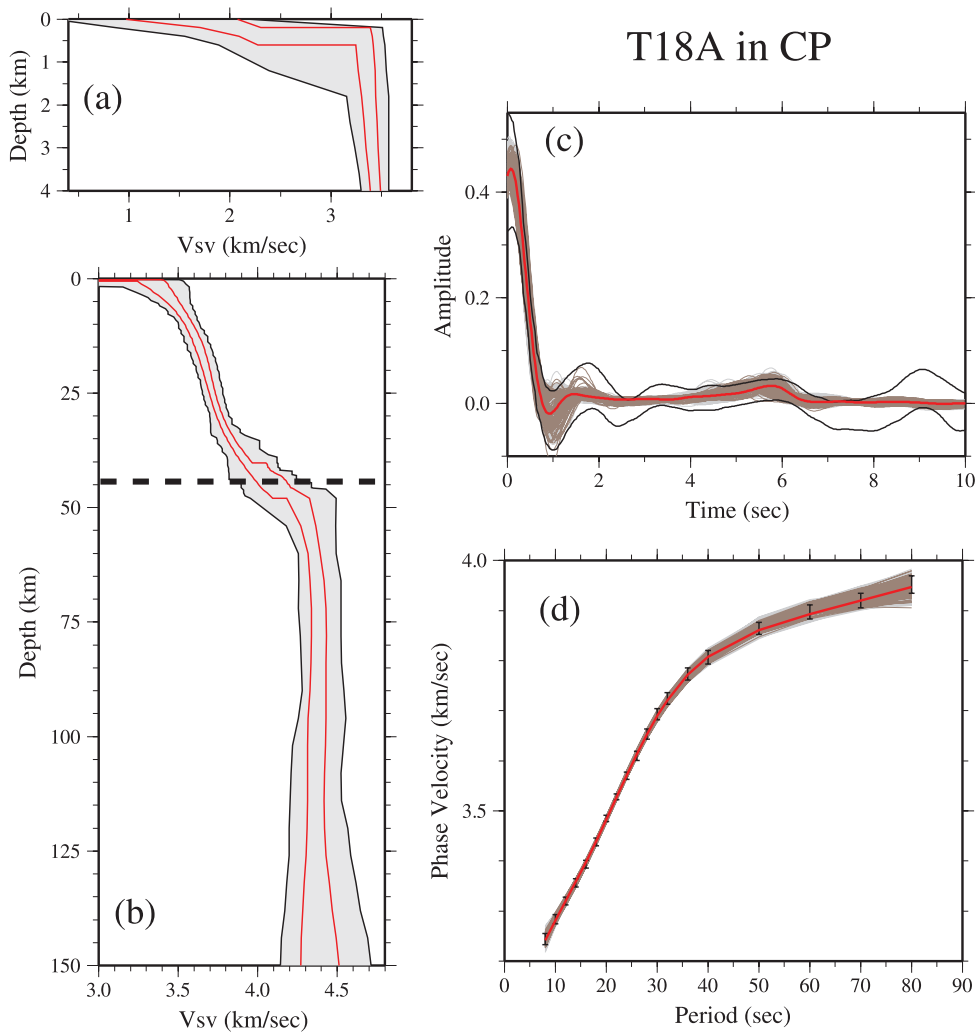 T18A in CP
(a)
Depth (km)
0
1
2
3
4
1 2 3
Vsv (km/sec)
(b)
Depth (km)
0
25
50
75
100
125
150
3.0 3.5 4.0 4.5
Vsv (km/sec)
(c)
Amplitude
0.4
0.2
0.0
0 2 4 6 8 10
Time (sec)
(d)
Phase Velocity (km/sec)
4.0
3.5
0 10 20 30 40 50 60 70 80 90
Period (sec)